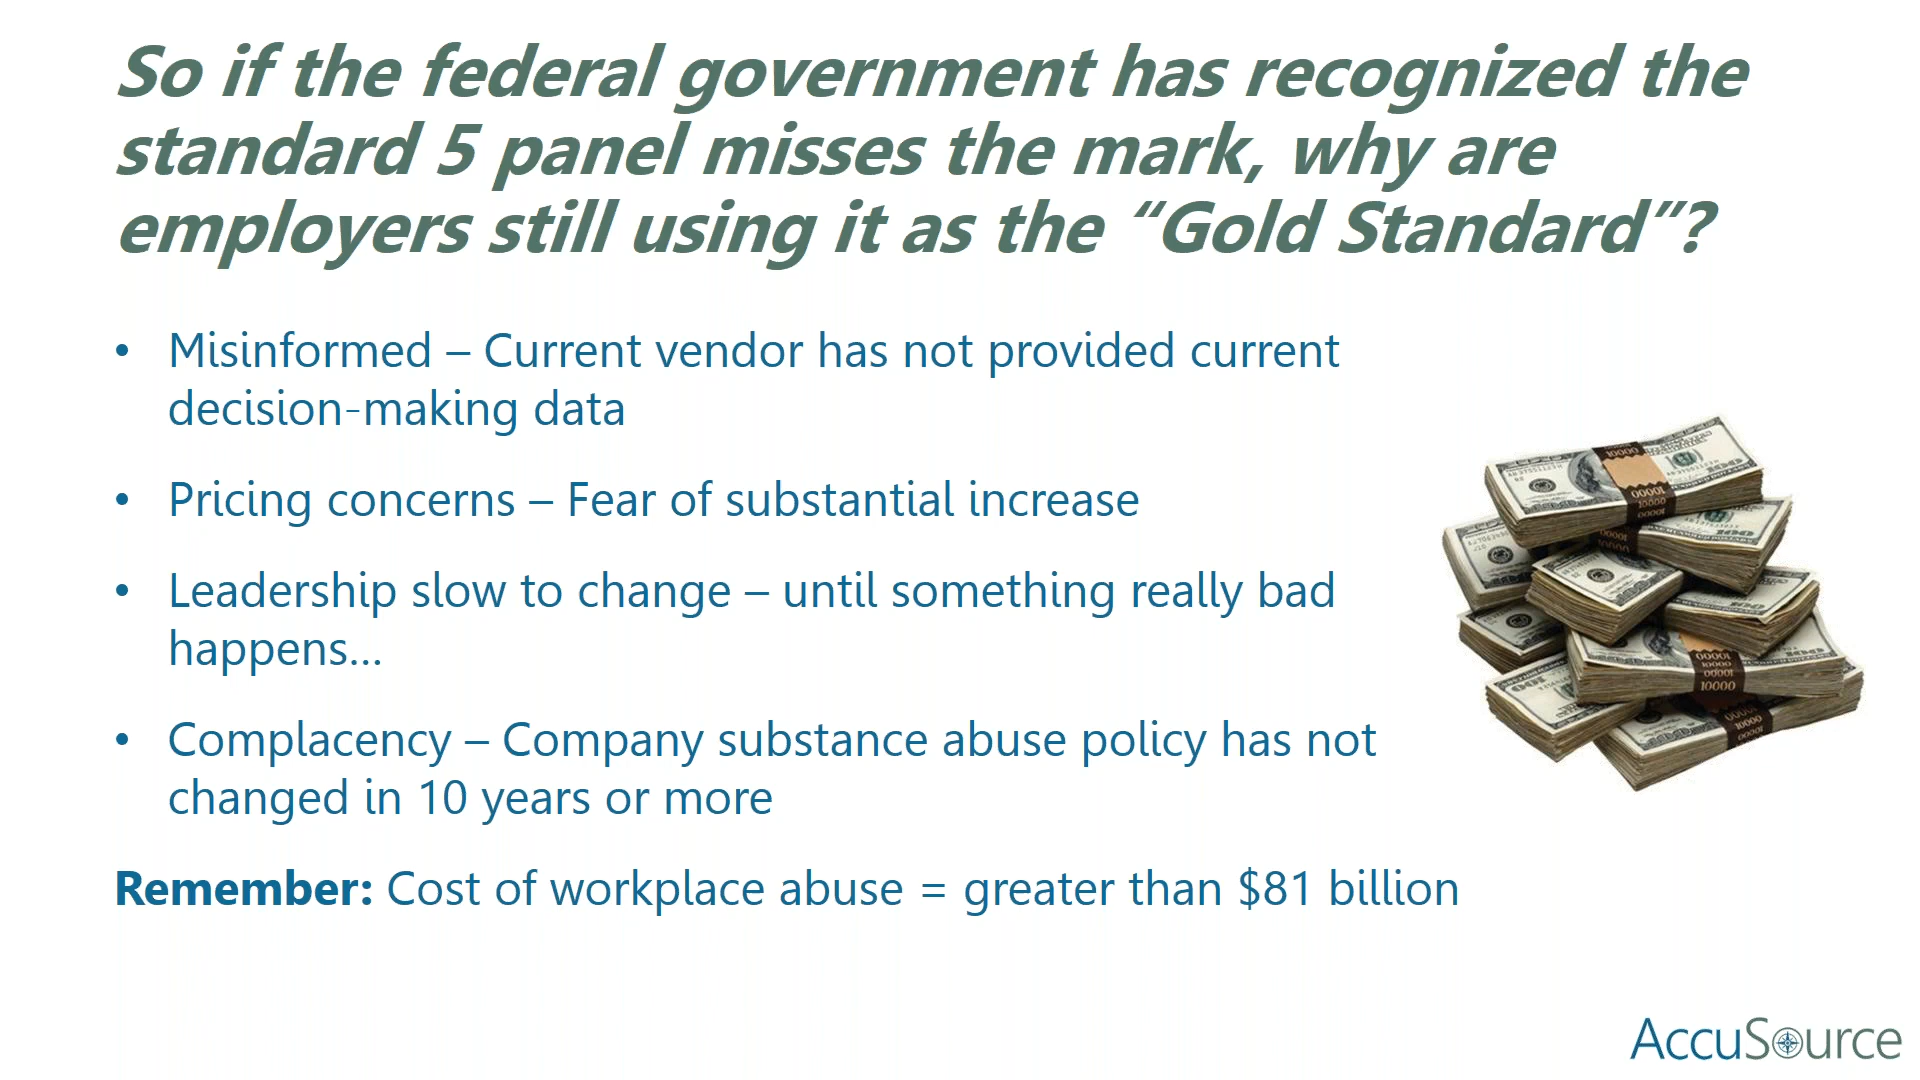 So if the federal government has recognized the
standard 5 panel misses the mark, why are
employers still using it as the “Gold Standard”?
• Misinformed – Current vendor has not provided current
decision-making data
• Pricing concerns – Fear of substantial increase
• Leadership slow to change – until something really bad
happens...
• Complacency – Company substance abuse policy has not
changed in 10 years or more
Remember: Cost of workplace abuse = greater than $81 billion
AccuSource